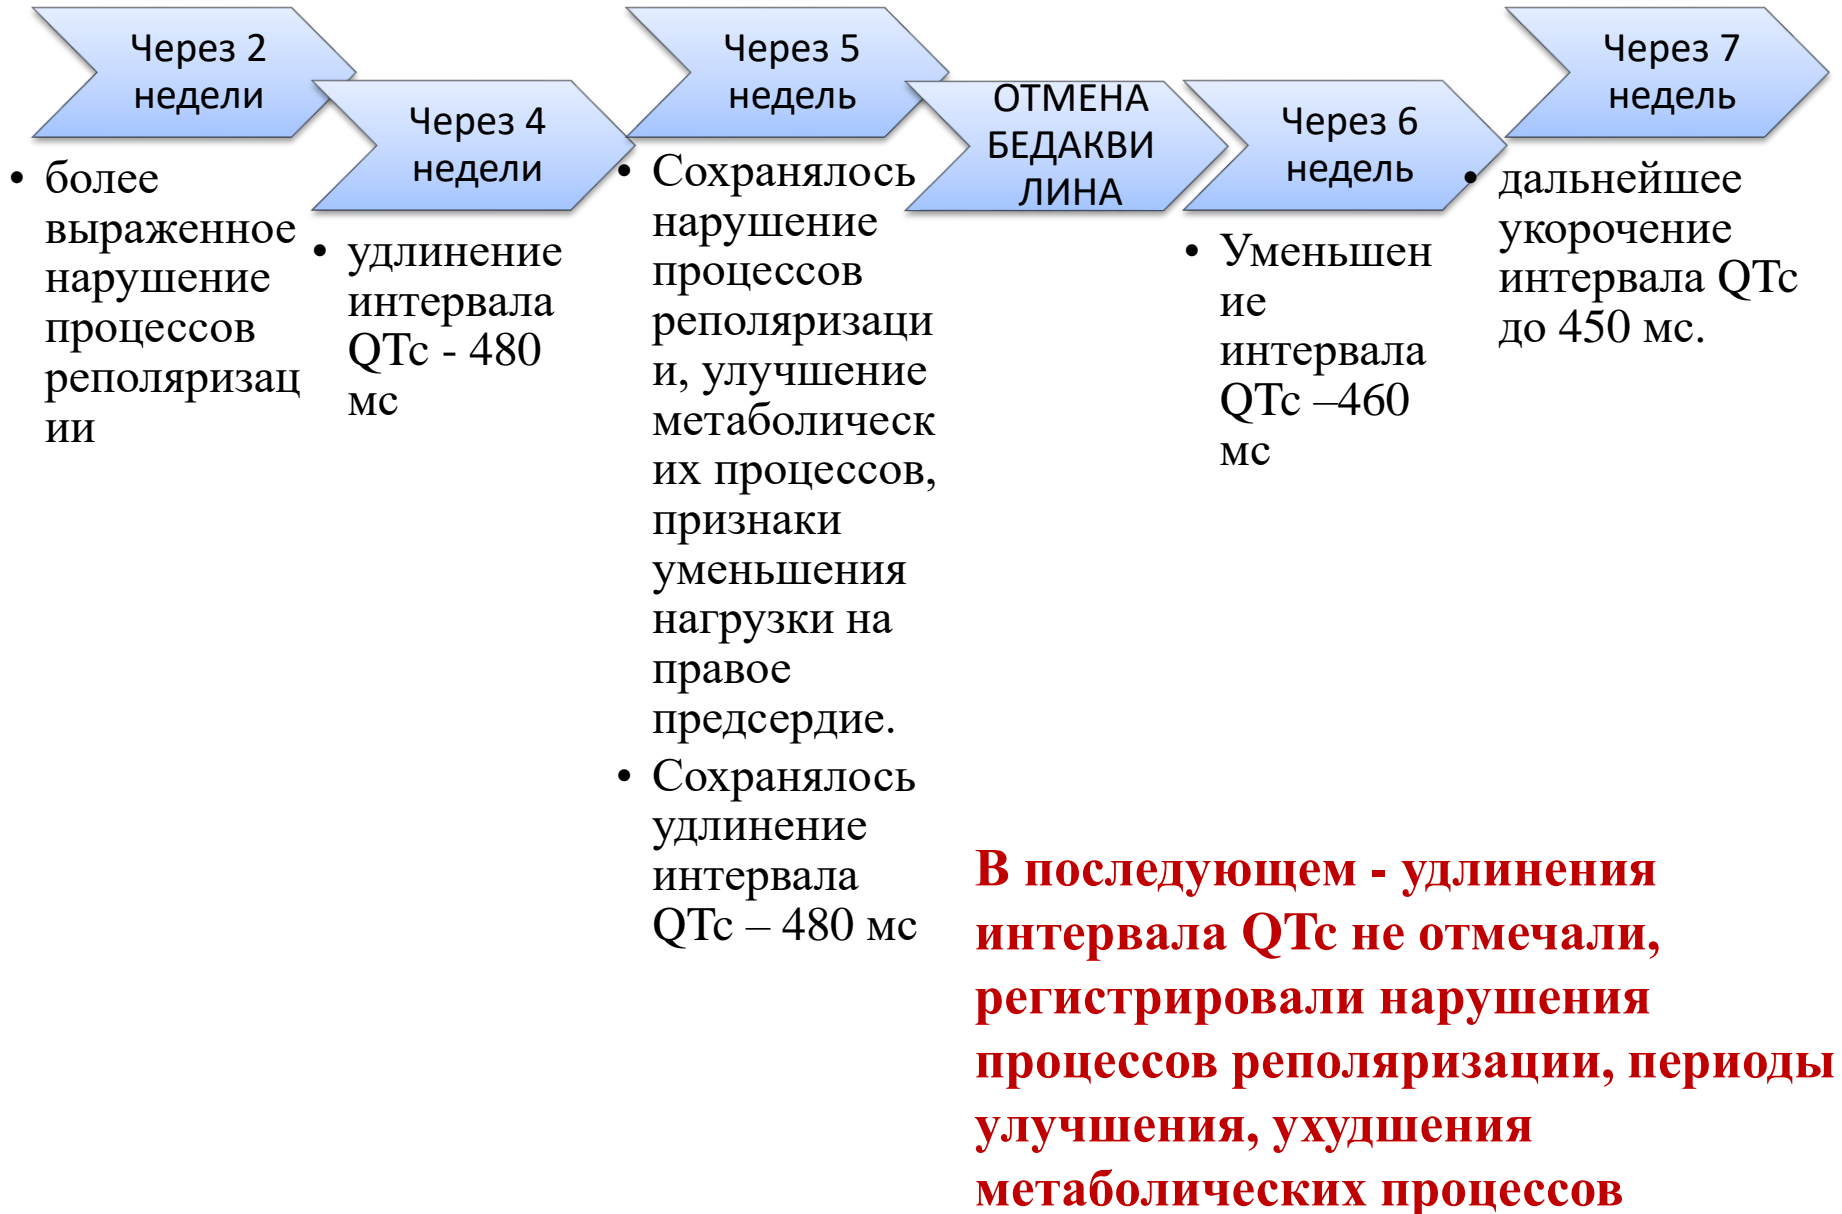 Через 2
недели
• более
выраженное
нарушение
процессов
реполяризац
ии
Через 4
недели
• удлинение
интервала
QTc - 480
мс
Через 5
недель
• Сохранялось
нарушение
процессов
реполяризаци
и, улучшение
метаболическ
их процессов,
признаки
уменьшения
нагрузки на
правое
предсердие.
• Сохранялось
удлинение
интервала
QTc – 480 мс
ОТМЕНА
БЕДАКВИ
ЛИНА
Через 6
недель
• Уменьшен
ие
интервала
QTc –460
мс
Через 7
недель
• дальнейшее
укорочение
интервала QTc
до 450 мс.
В последующем - удлинения
интервала QTc не отмечали,
регистрировали нарушения
процессов реполяризации, периоды
улучшения, ухудшения
метаболических процессов